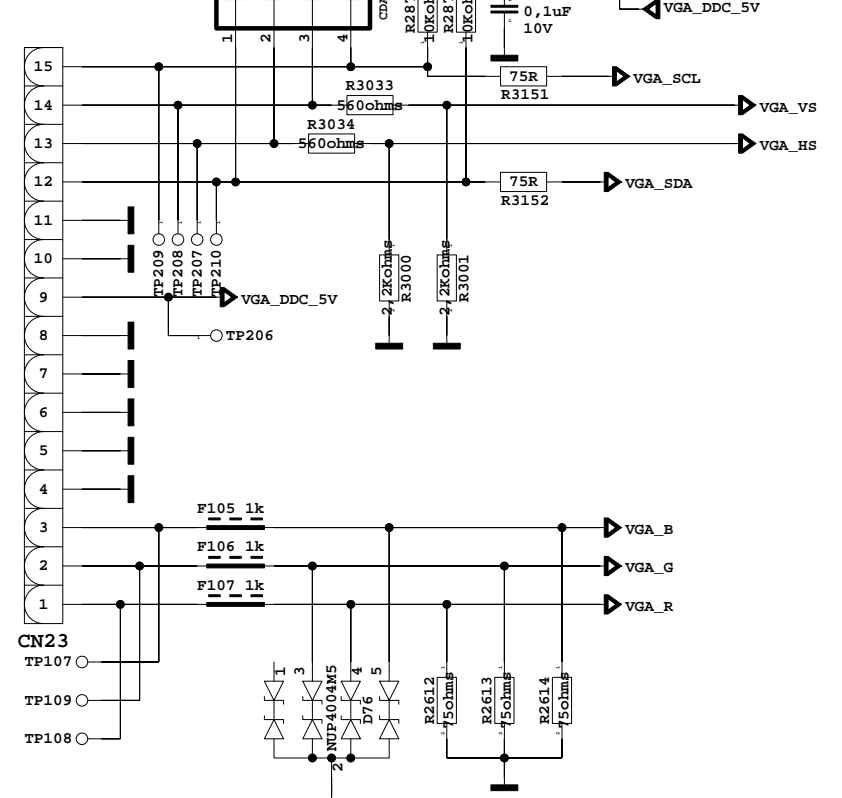 VGA_DDC_5V
0,1uF
10V
1 2 3 4
15
75R
VGA_SCL
R3151
R3033
14
560ohms
VGA_VS
R3034
13
560ohms
VGA_HS
12
75R
VGA_SDA
R3152
11
10
TP209
TP208
TP207
TP210
2,2Kohms
R3000
2,2Kohms
R3001
9
VGA_DDC_5V
8
TP206
7
6
5
4
F105 1k
3
VGA_B
F106 1k
2
VGA_G
F107 1k
1
VGA_R
CN23
TP107
TP109
TP108
1
3
NUP4004M5
4
D76
5
2
R2612
75ohms
R2613
75ohms
R2614
75ohms